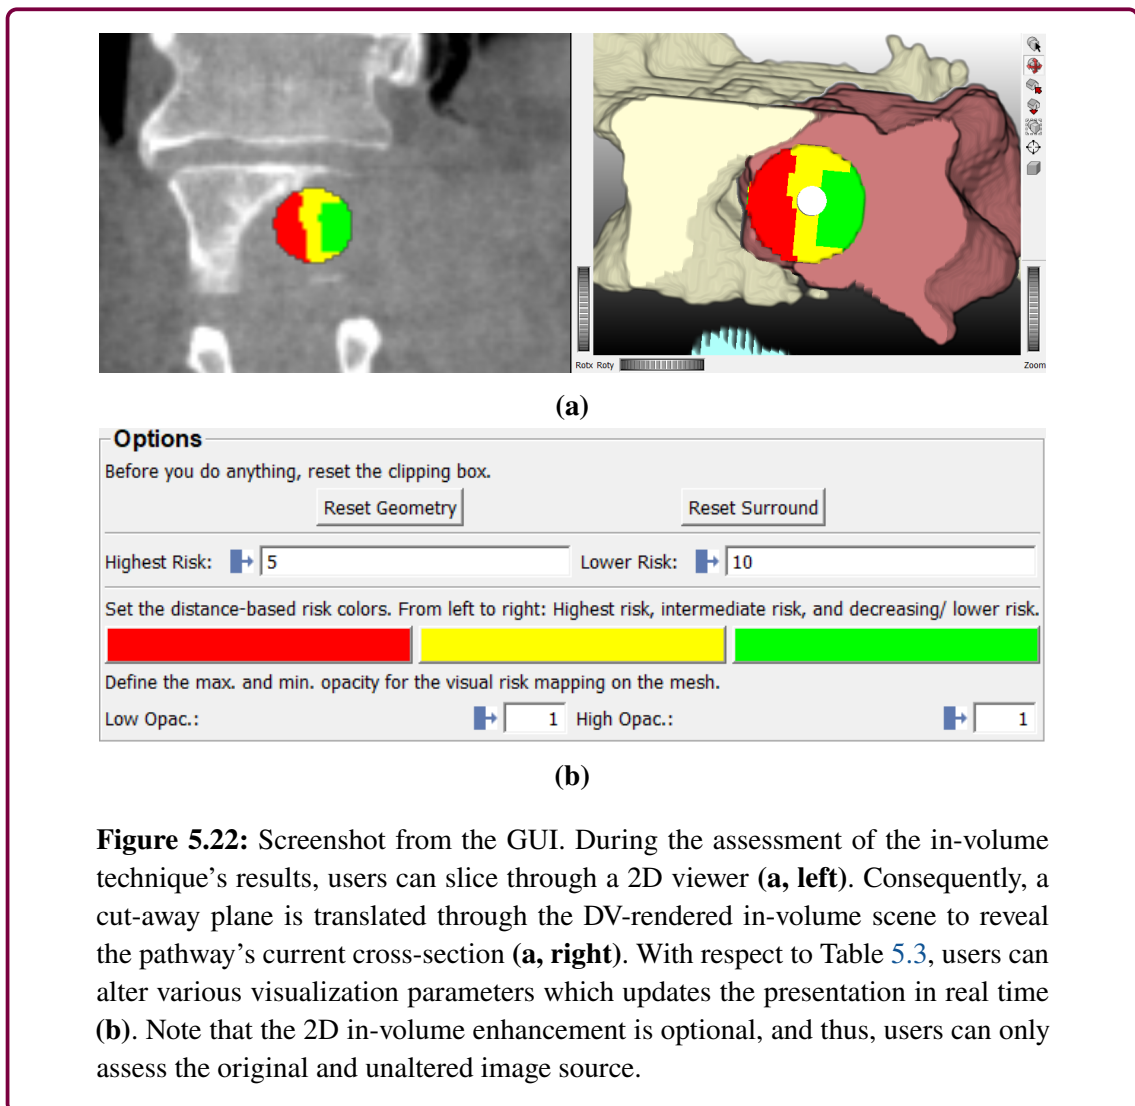 Rotx Roty
Zoom
(a)
Options
Before you do anything, reset the clipping box.
Reset Geometry Reset Surround
Highest Risk: 5 Lower Risk: 10
Set the distance-based risk colors. From left to right: Highest risk, intermediate risk, and decreasing/ lower risk.
Define the max. and min. opacity for the visual risk mapping on the mesh.
Low Opac.: 1 High Opac.: 1
(b)
Figure 5.22: Screenshot from the GUI. During the assessment of the in-volume
technique's results, users can slice through a 2D viewer (a, left). Consequently, a
cut-away plane is translated through the DV-rendered in-volume scene to reveal
the pathway's current cross-section (a, right). With respect to Table 5.3, users can
alter various visualization parameters which updates the presentation in real time
(b). Note that the 2D in-volume enhancement is optional, and thus, users can only
assess the original and unaltered image source.